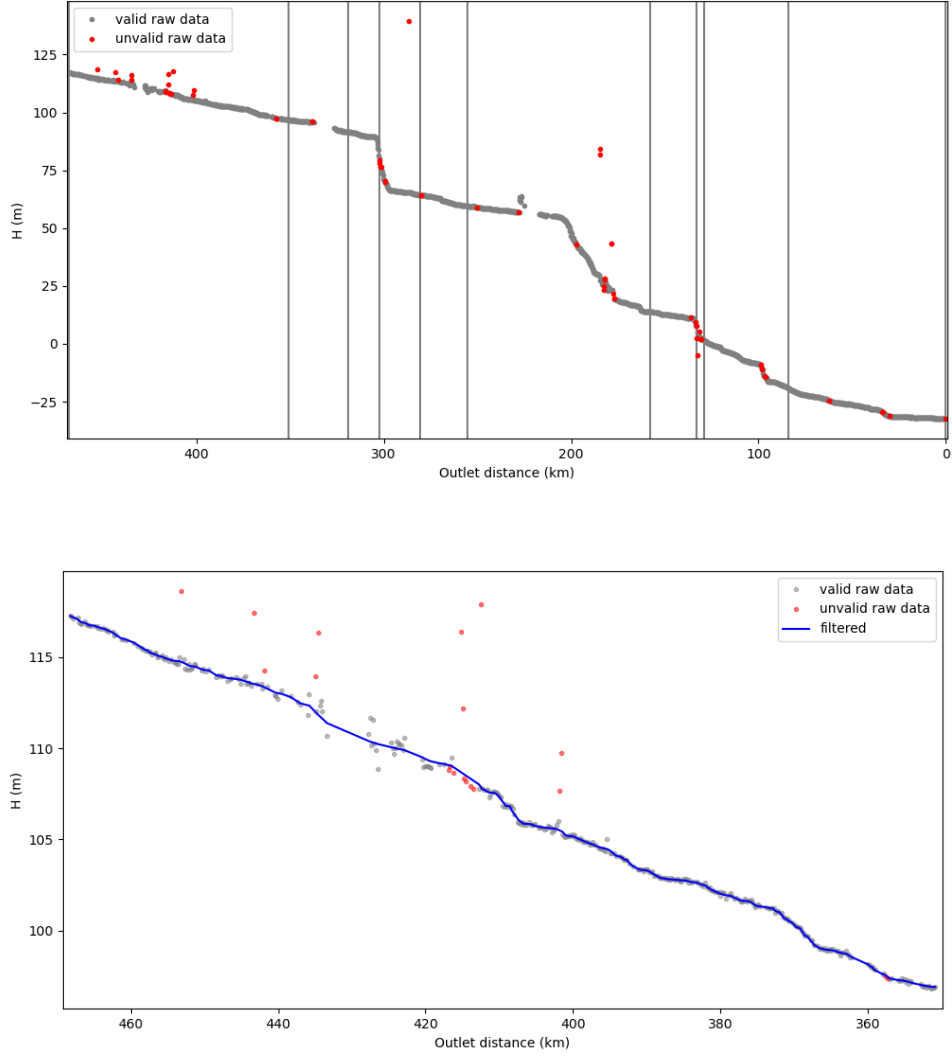 valid raw data
unvalid raw data
H (m)
125
100
75
50
25
0
−25
400 300 200 100 0
Outlet distance (km)
valid raw data
unvalid raw data
filtered
H (m)
115
110
105
100
460 440 420 400 380 360
Outlet distance (km)